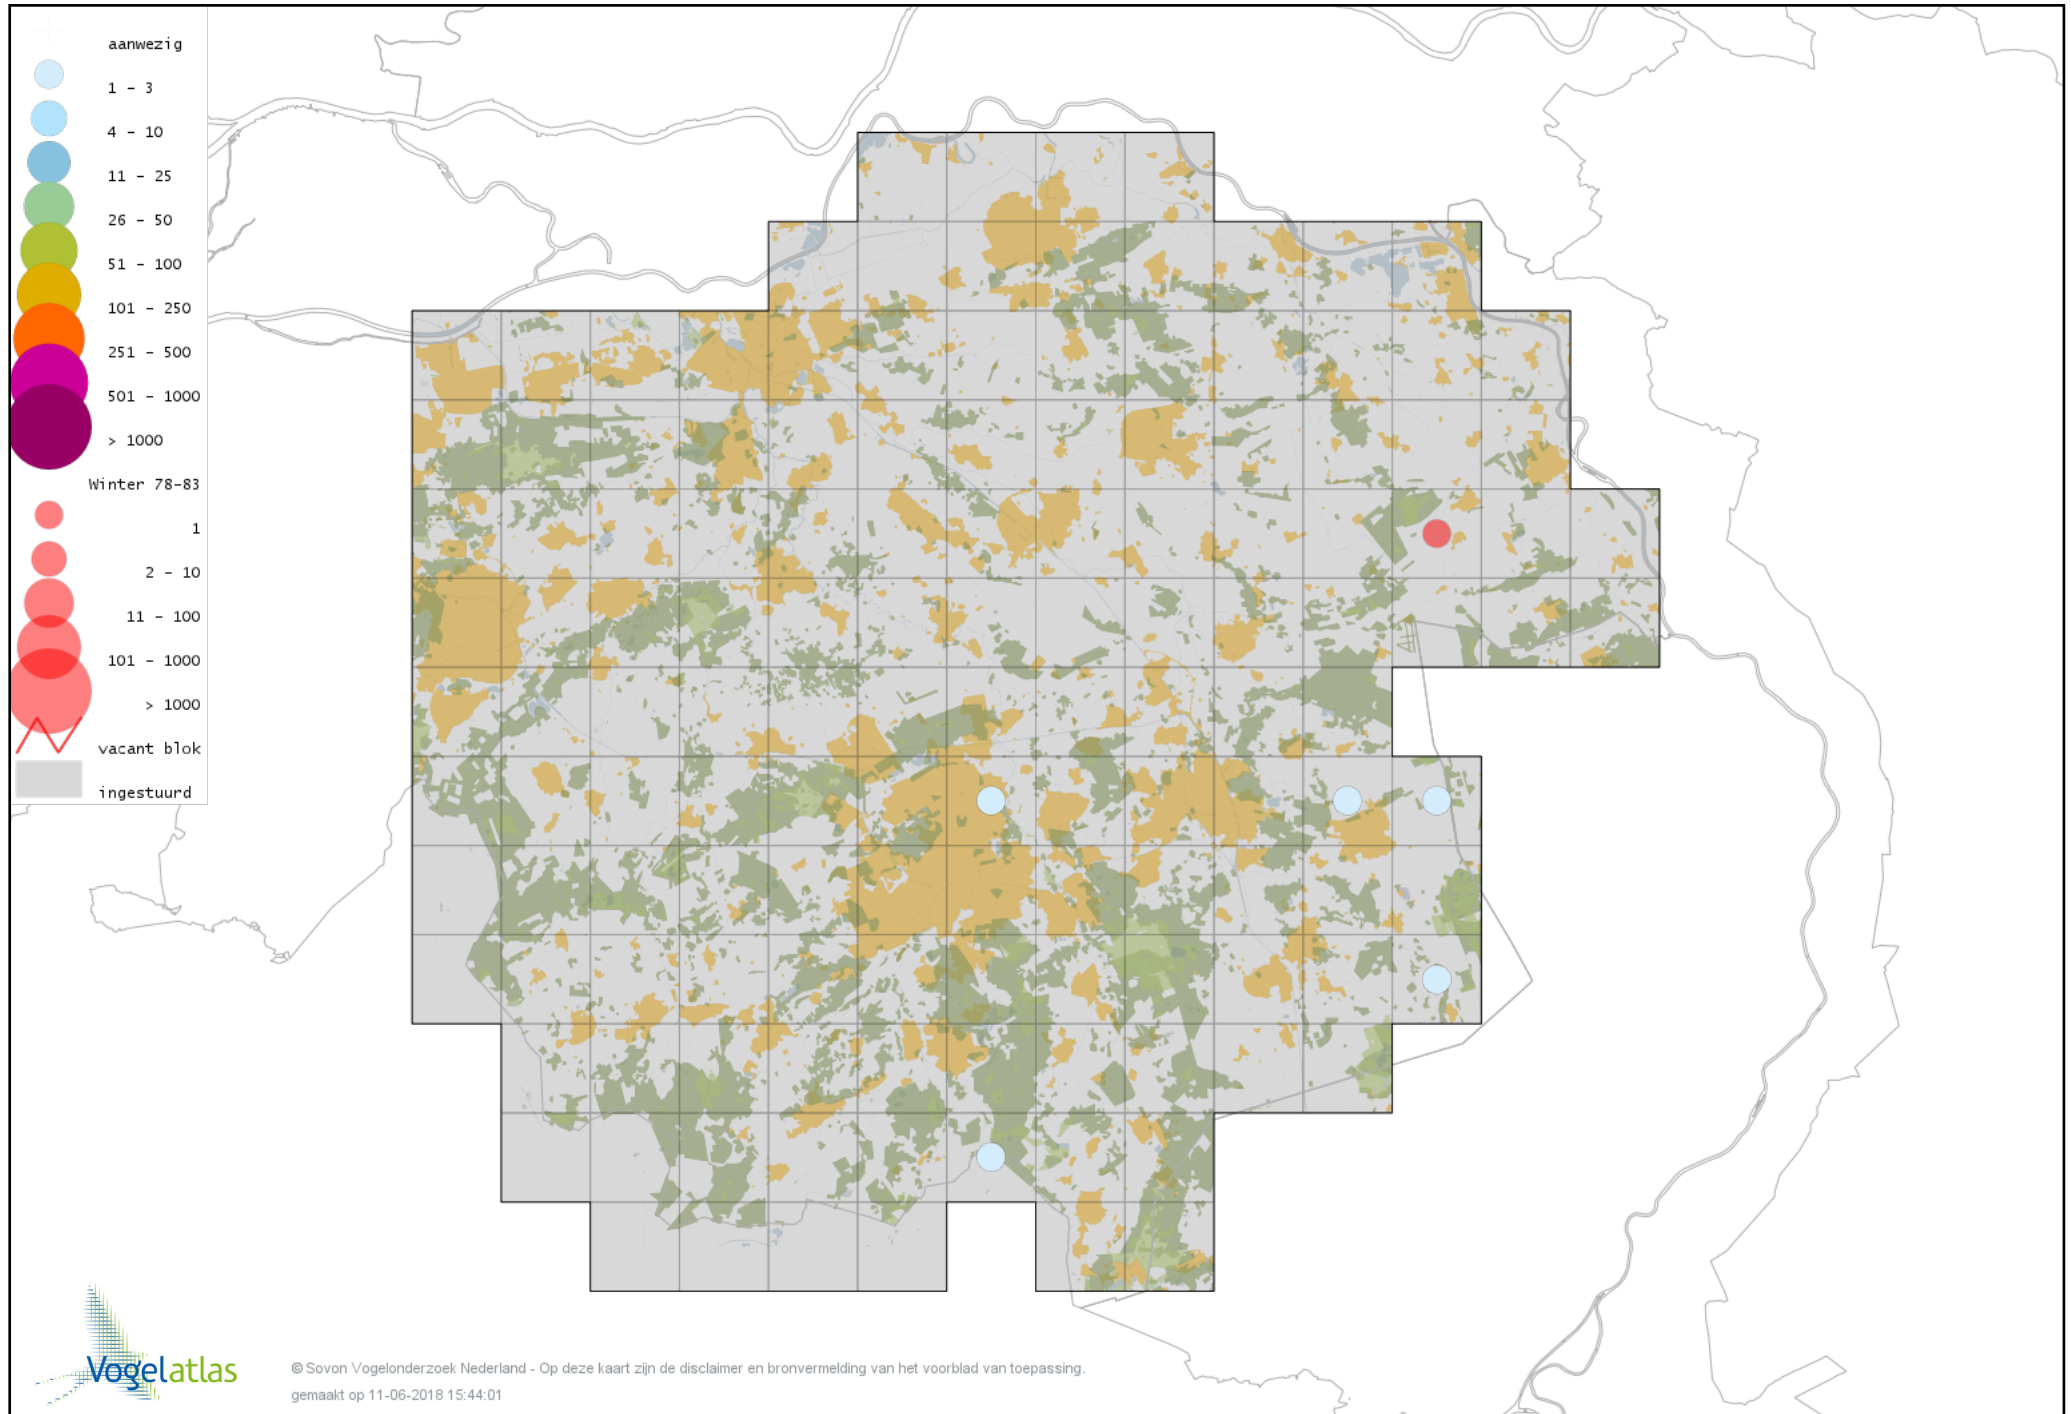 aanwezig
1 - 3
4 - 10
11 - 25
26 - 50
51 - 100
101 - 250
251 - 500
501 - 1000
> 1000
Winter 78-83
1
2 - 10
11 - 100
101 - 1000
> 1000
vacant blok
ingestuurd
Vogelatlas
© Sovon Vogelonderzoek Nederland - Op deze kaart zijn de disclaimer en bronvermelding van het voorblad van toepassing.
gemaakt op 11-06-2018 15:44:01